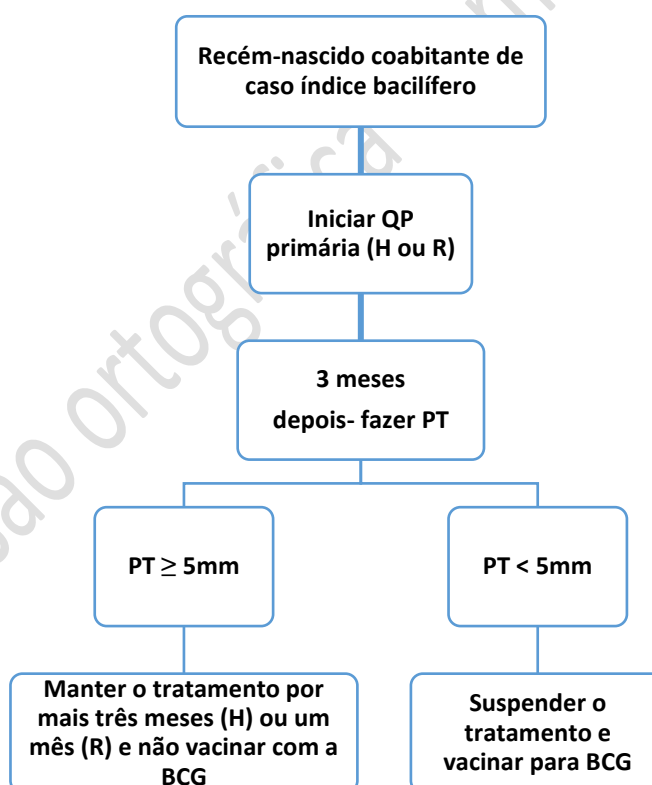 Recém-nascido coabitante de
caso índice bacilífero
Iniciar QP
primária (H ou R)
3 meses
depois- fazer PT
PT ≥ 5mm
PT < 5mm
Manter o tratamento por
mais três meses (H) ou um
mês (R) e não vacinar com a
BCG
Suspender o
tratamento e
vacinar para BCG
ão ortográfica